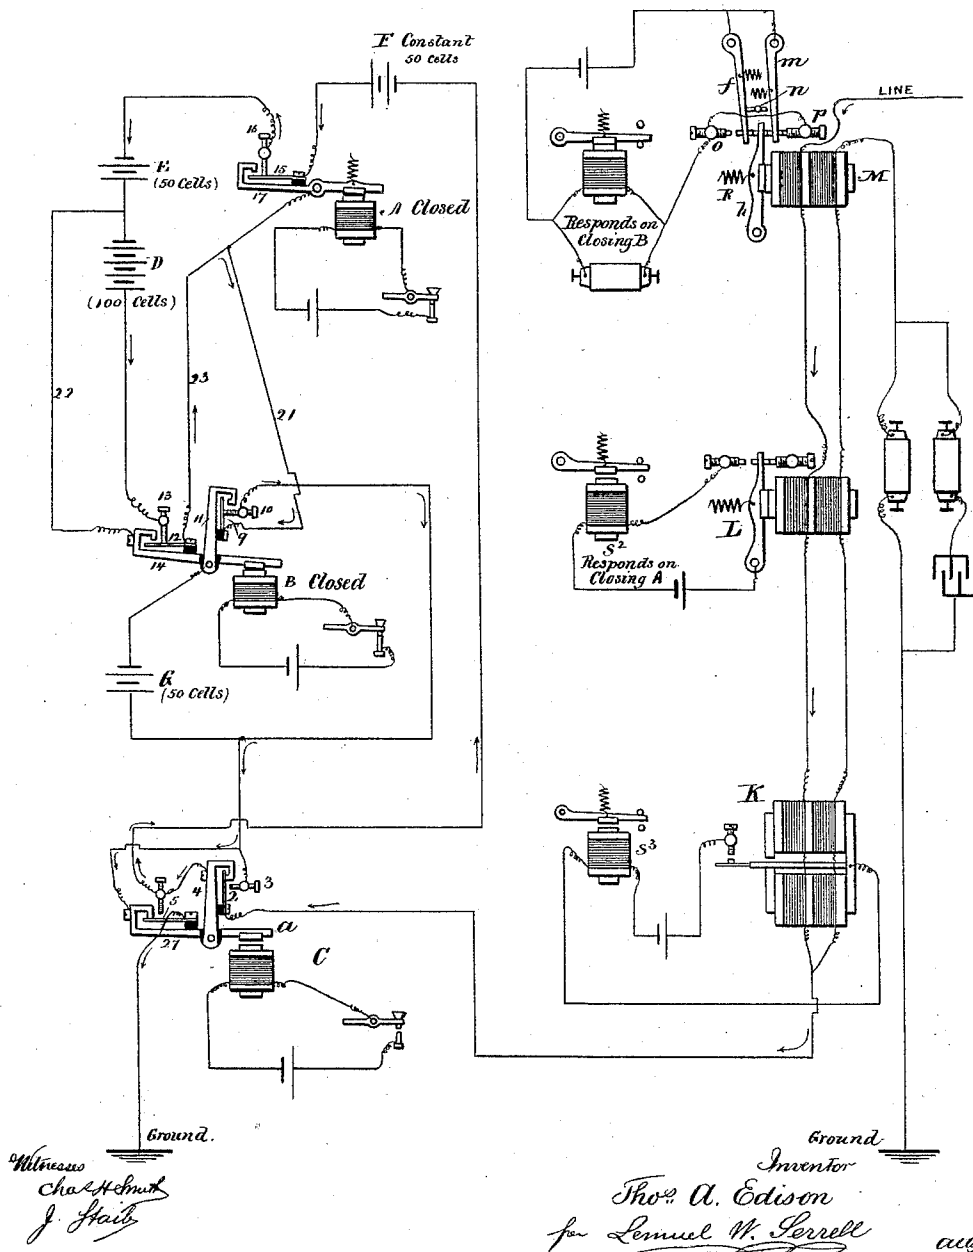 F Constant
50 Cells
LINE
f
m
n
p
o
M
R
h
16
15
17
E
(50 Cells)
A Closed
Responds on
Closing B
D
(100 Cells)
22
23
21
13
12
14
11
10
9
B Closed
S2
Responds on
Closing A
L
G
(50 Cells)
K
S3
5
4
2
3
27
a
C
Ground.
Ground
Witnesses
Chas H Smith
J. Staib
Inventor
Thos. A. Edison
for Lemuel W. Serrell